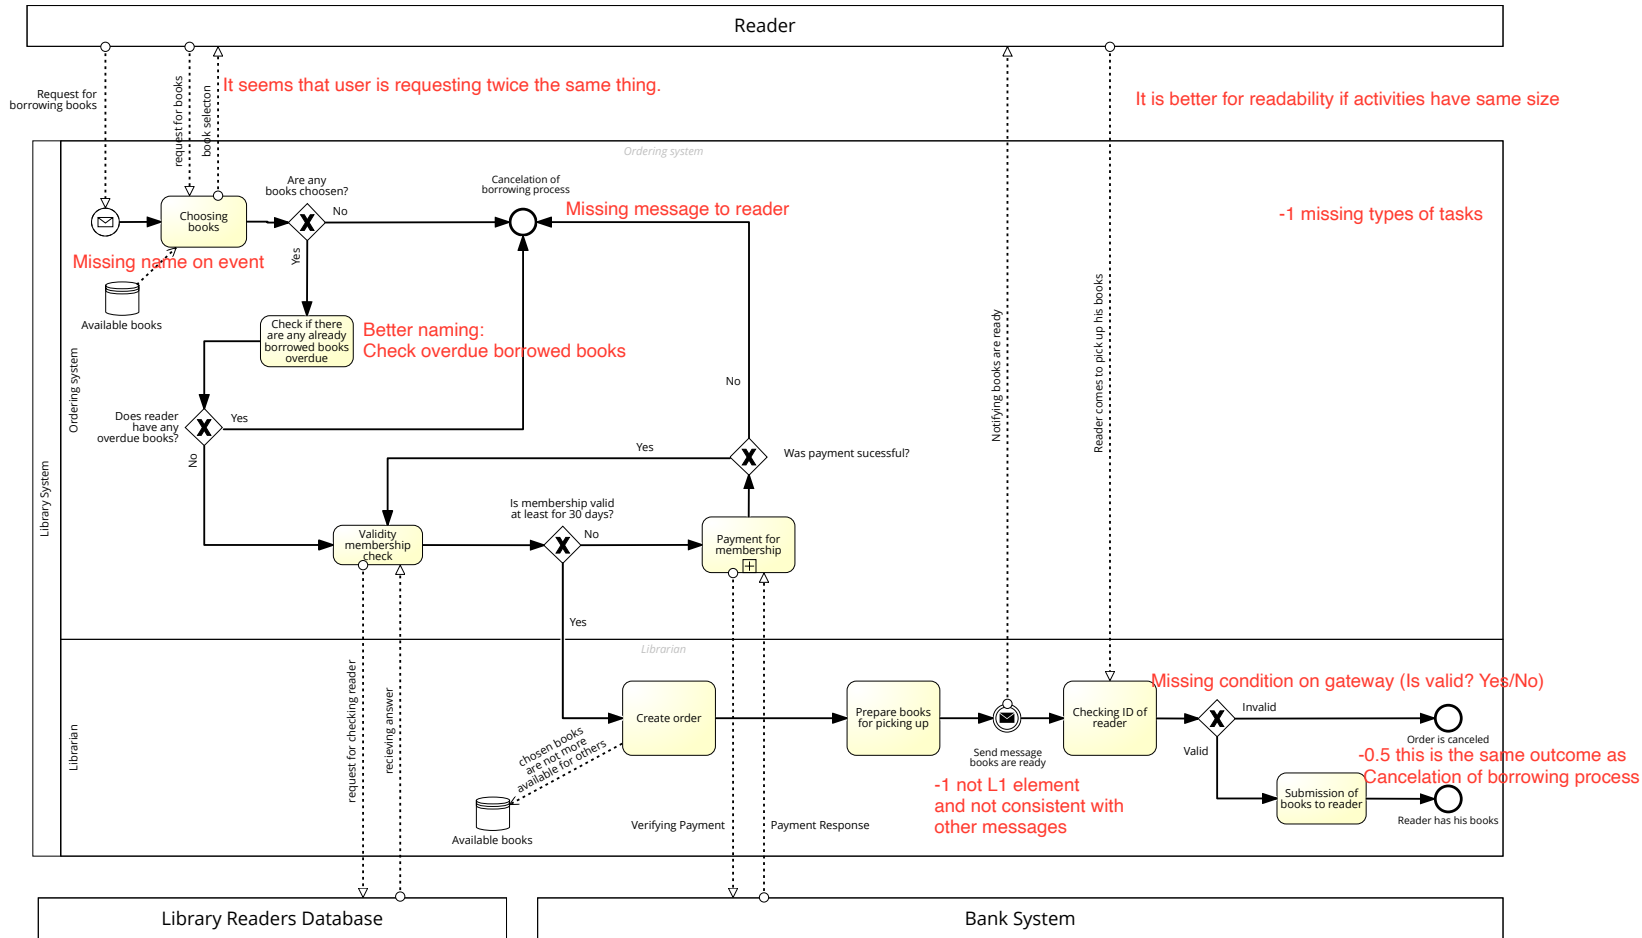 Reader
Request for
borrowing books
request for books
book selecton
It seems that user is requesting twice the same thing.
It is better for readability if activities have same size
Ordering system
Are any
books choosen?
Cancelation of
borrowing process
Choosing
books
No
Missing message to reader
-1 missing types of tasks
Yes
Missing name on event
Available books
Check if there
are any already
borrowed books
overdue
Better naming:
Check overdue borrowed books
Notifying books are ready
Reader comes to pick up his books
Ordering system
Library System
Does reader
have any
overdue books?
Yes
No
No
Yes
Was payment sucessful?
Is membership valid
at least for 30 days?
No
Validity
membership
check
Payment for
membership
Yes
Librarian
Librarian
request for checking reader
recieving answer
Create order
Prepare books
for picking up
Send message
books are ready
Checking ID of
reader
Missing condition on gateway (Is valid? Yes/No)
Invalid
Valid
Order is canceled
-0.5 this is the same outcome as
Cancelation of borrowing process
chosen books
are not more
available for others
Available books
-1 not L1 element
and not consistent with
other messages
Submission of
books to reader
Reader has his books
Verifying Payment
Payment Response
Library Readers Database
Bank System